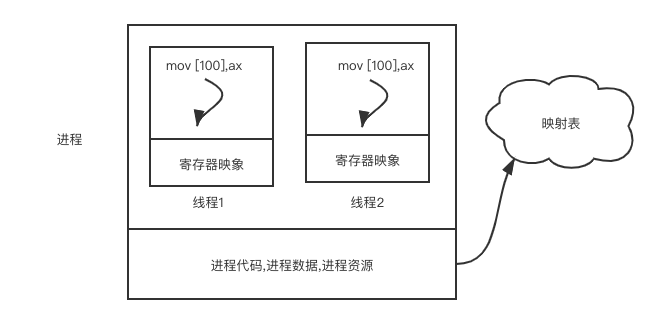 mov [100],ax
mov [100],ax
映射表
进程
寄存器映象
寄存器映象
线程1
线程2
进程代码,进程数据,进程资源